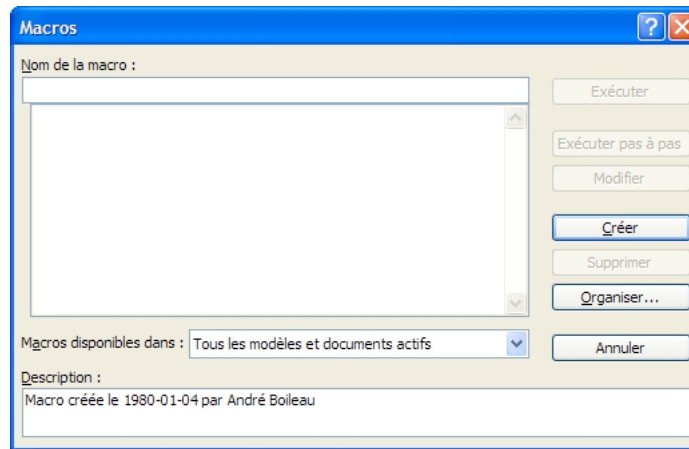 Macros
Nom de la macro :
Exécuter
Exécuter pas à pas
Modifier
Créer
Supprimer
Organiser...
Macros disponibles dans : Tous les modèles et documents actifs
Annuler
Description :
Macro créée le 1980-01-04 par André Boileau